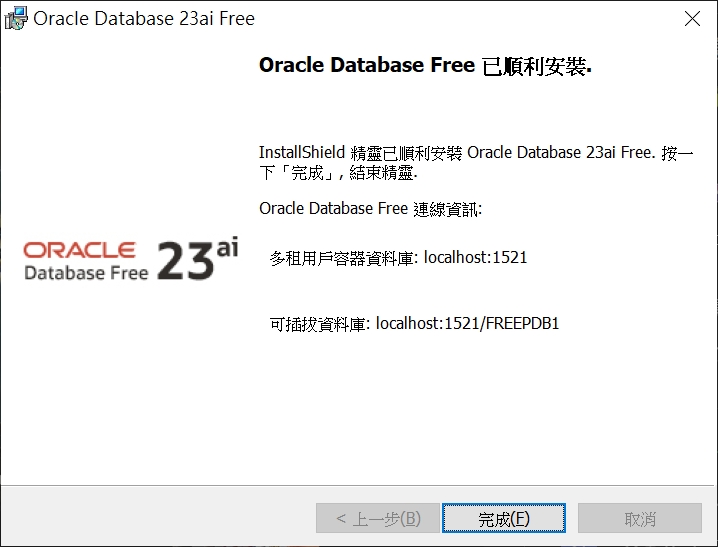 Oracle Database 23ai Free
Oracle Database Free 已順利安裝.
InstallShield 精靈已順利安裝 Oracle Database 23ai Free. 按一
下「完成」, 結束精靈.
Oracle Database Free 連線資訊:
ORACLE
Database Free 23ai
多租用戶容器資料庫: localhost:1521
可插拔資料庫: localhost:1521/FREEPDB1
< 上一步(B)
完成(F)
取消